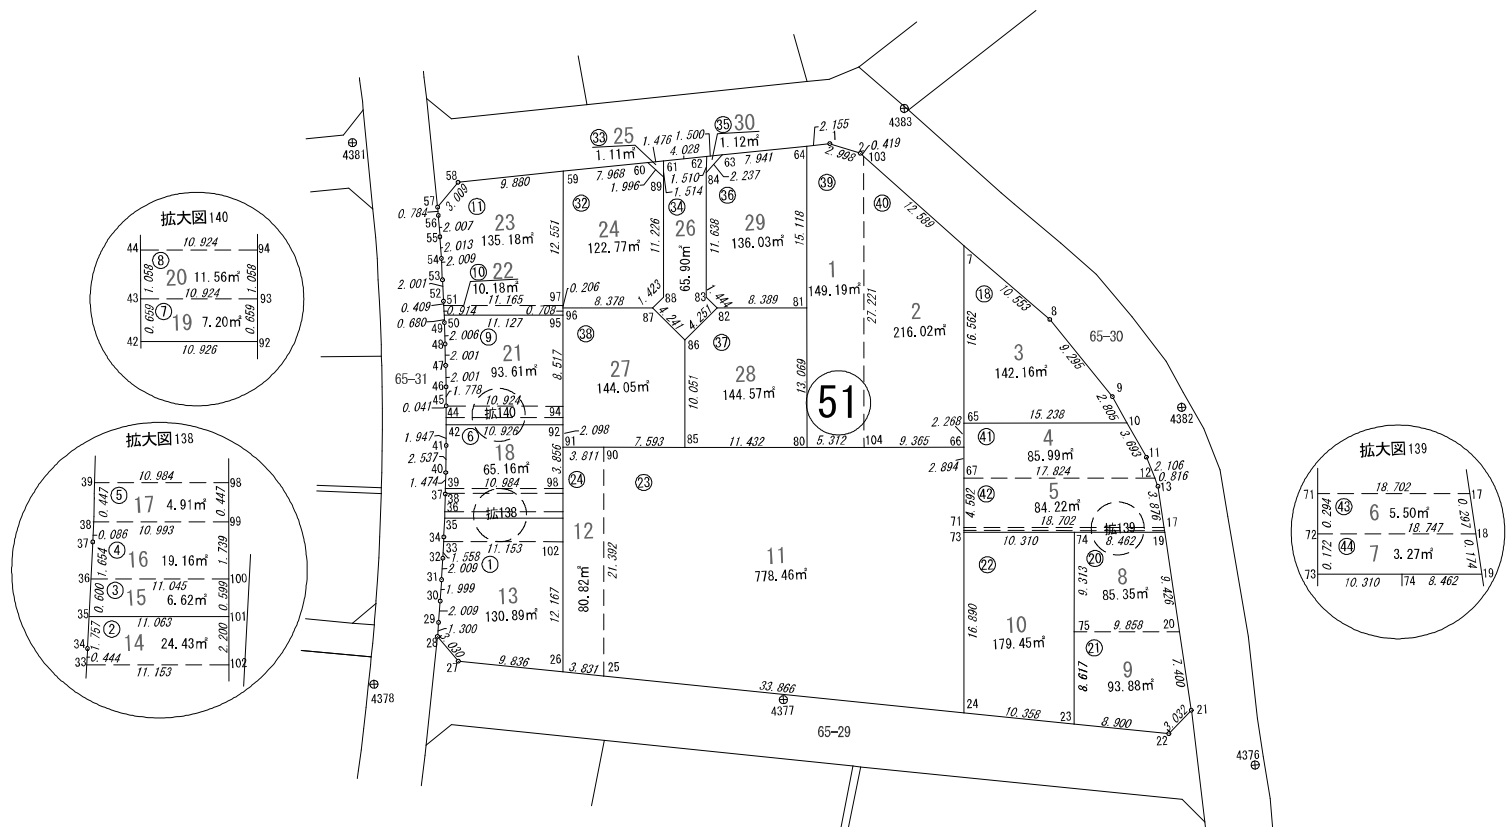 4381
4383
4382
4378
4377
4376
65-31
65-30
65-29
51
拡大図140
44 10.924 94
⑧
1.058 20 11.56㎡ 1.058
43 10.924 93
⑦
0.659 19 7.20㎡ 0.659
42 10.926 92
拡大図138
39 10.984 98
⑤
0.447 17 4.91㎡ 0.447
38 10.993 99
0.086
37 ④
1.654 16 19.16㎡ 1.739
36 11.045 100
③
0.600 15 6.62㎡ 0.599
35 11.063 101
②
1.757 14 24.43㎡ 2.200
34
33 0.444 11.153 102
拡大図139
71 18.702 17
㊸
0.294 6 5.50㎡ 0.297
72 18.747 18
㊹
0.172 7 3.27㎡ 0.174
73 10.310 74 8.462 19
58 9.880 59 7.968 60 1.476 61 4.028 62 1.500 63 7.941 64 2.155
2.998 2 0.419 103
57 3.009
0.784 56
㉝ 25
1.11㎡
㉟ 30
1.12㎡
1.996 89 1.510 1.514 84 2.237
⑪ 23
135.18㎡
12.551
㉜ 24
122.77㎡
11.226
㉞ 26
65.90㎡
11.638
㊱ 29
136.03㎡
15.118
㊴ 1
149.19㎡
27.221
㊵ 2
216.02㎡
12.589
7 10.553 8
⑱
16.562
3
142.16㎡
9.295
9 2.805 10
55 2.007
54 2.013
53 2.009
2.001 52
⑩ 22
10.18㎡
51 11.165 97 0.206
0.409 0.914 0.708
0.680 50 11.127 95 96
8.378 87 1.423 88 83 1.444 82 8.389 81
4.241 4.251 86
49 2.006 ⑨
48 2.001
47 2.001
46 1.778
45
0.041 44 10.924 94
21
93.61㎡
8.517
拡140
㊳ 27
144.05㎡
10.051
㊲ 28
144.57㎡
13.069
42 10.926 92
⑥
1.947 41
2.537 40
1.474 39 10.984 98
18
65.16㎡
3.856
2.098
91 7.593 85 11.432 80 5.312 104 9.365 66
3.811 90
37 38 36
拡138
35
34 33 11.153 102
32 1.558 ①
31 2.009
30 1.999
29 2.009
28 1.300
2.030 27
13
130.89㎡
12.167
9.836 26
㉔ 12
80.82㎡
21.392
3.831 25
㉓
11
778.46㎡
33.866
2.268 65 15.238
㊶ 4
85.99㎡
3.693 11
2.894 67 17.824 12 2.106
0.816 13
㊷ 5
84.22㎡
4.592
3.876
71 18.702 17
拡139
73 10.310 74 8.462 19
㉒ 10
179.45㎡
16.890
⑳ 8
85.35㎡
9.313
9.426
75 9.858 20
㉑ 9
93.88㎡
8.617
7.400
24 10.358 23 8.900 22 3.032 21